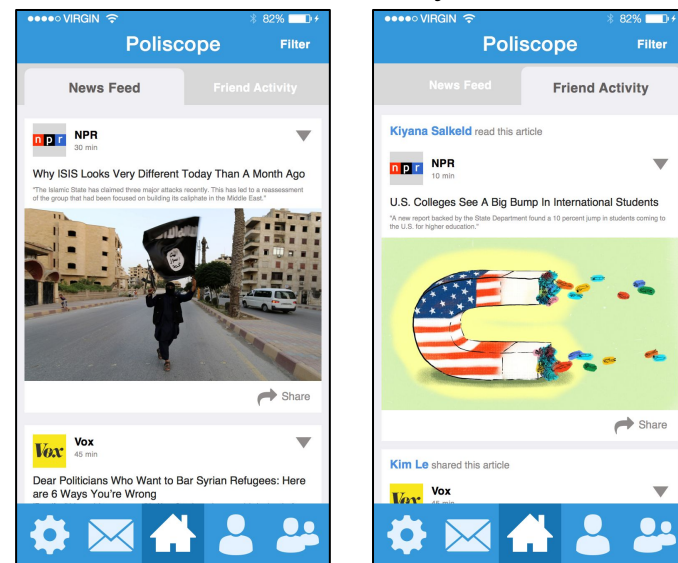 VIRGIN 82%
Poliscope Filter
News Feed Friend Activity
npr
NPR
30 min
Why ISIS Looks Very Different Today Than A Month Ago
"The Islamic State has claimed three major attacks recently. This has led to a reassessment
of the group that had been focused on building its caliphate in the Middle East."
Share
Vox
Vox
45 min
Dear Politicians Who Want to Bar Syrian Refugees: Here
are 6 Ways You're Wrong
VIRGIN 82%
Poliscope Filter
News Feed Friend Activity
Kiyana Salkeld read this article
npr
NPR
10 min
U.S. Colleges See A Big Bump In International Students
"A new report backed by the State Department found a 10 percent jump in students coming to
the U.S. for higher education."
Share
Kim Le shared this article
Vox
Vox
45 min